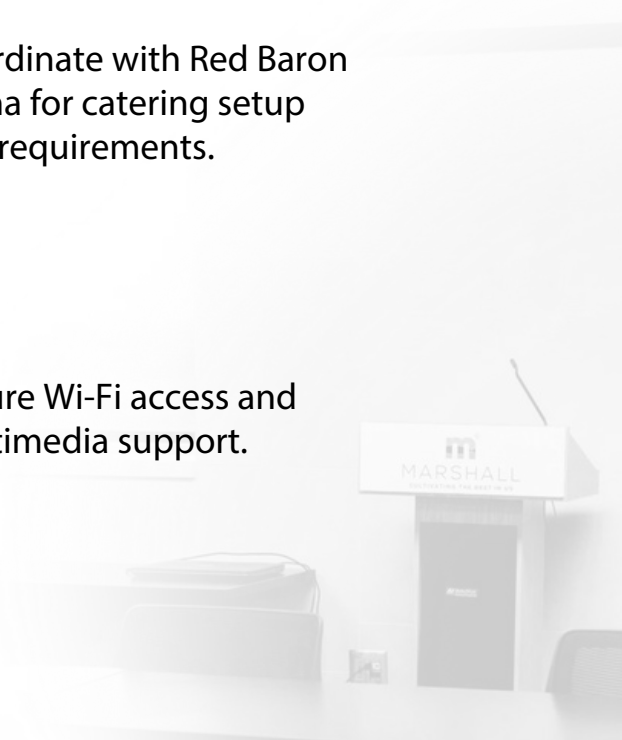 rdinate with Red Baron
na for catering setup
requirements.
ure Wi-Fi access and
timedia support.
m
MARSHALL